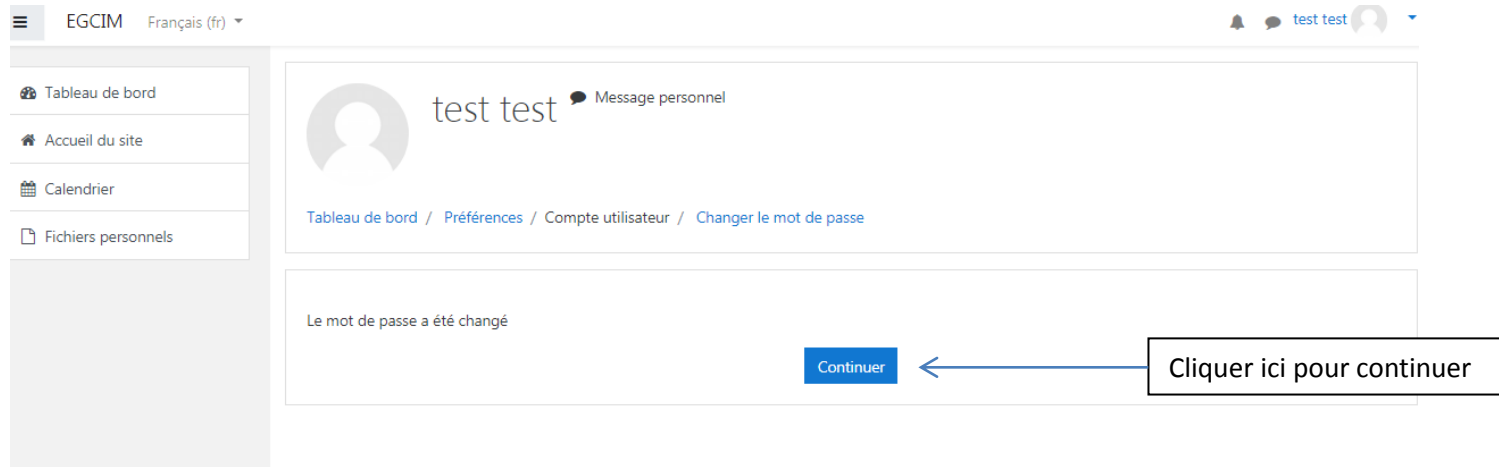 EGCIM Français (fr)
test test
Tableau de bord
Accueil du site
Calendrier
Fichiers personnels
test test Message personnel
Tableau de bord / Préférences / Compte utilisateur / Changer le mot de passe
Le mot de passe a été changé
Continuer
Cliquer ici pour continuer